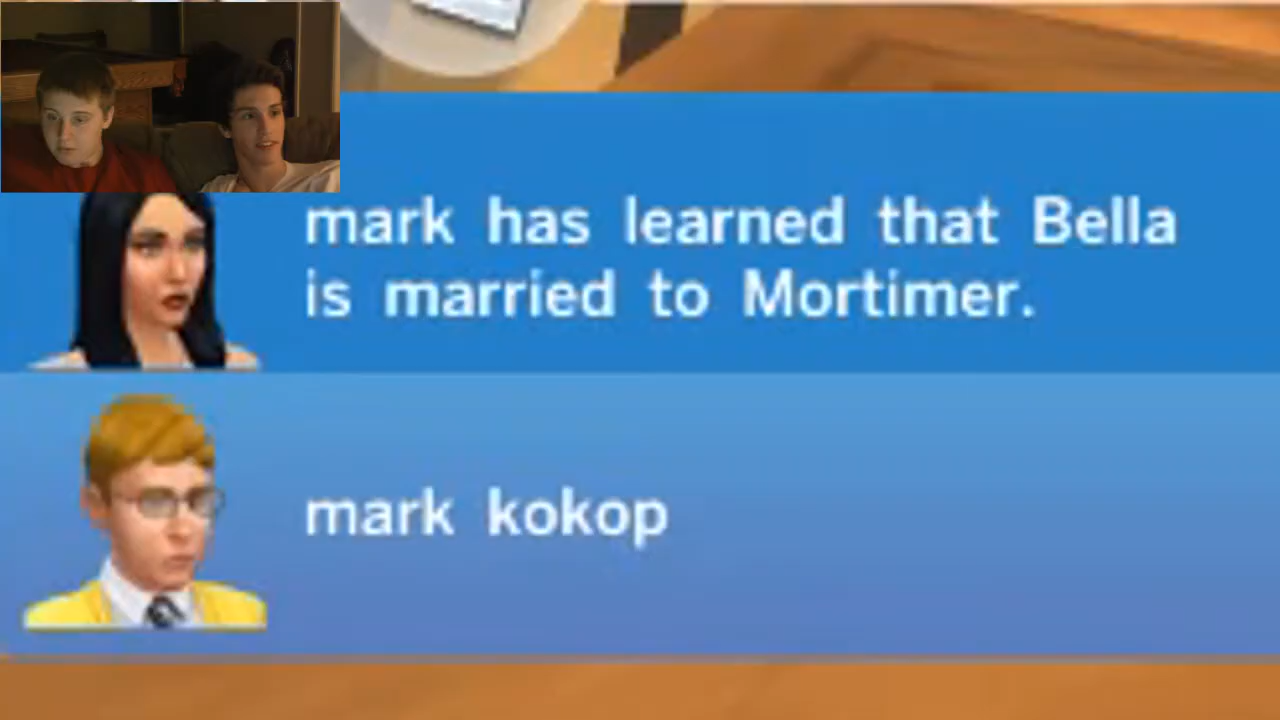 mark has learned that Bella
is married to Mortimer.
mark kokop